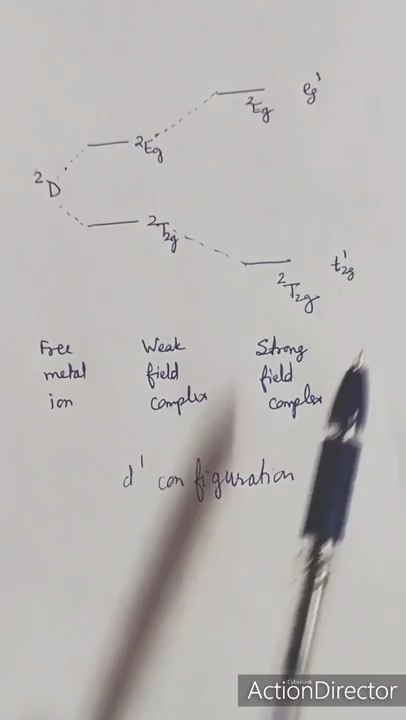 eg¹
²Eg
²Eg
²D
²T₂g
t¹₂g
²T₂g
Free metal ion
Weak field complex
Strong field complex
d¹ configuration
CyberLink
ActionDirector